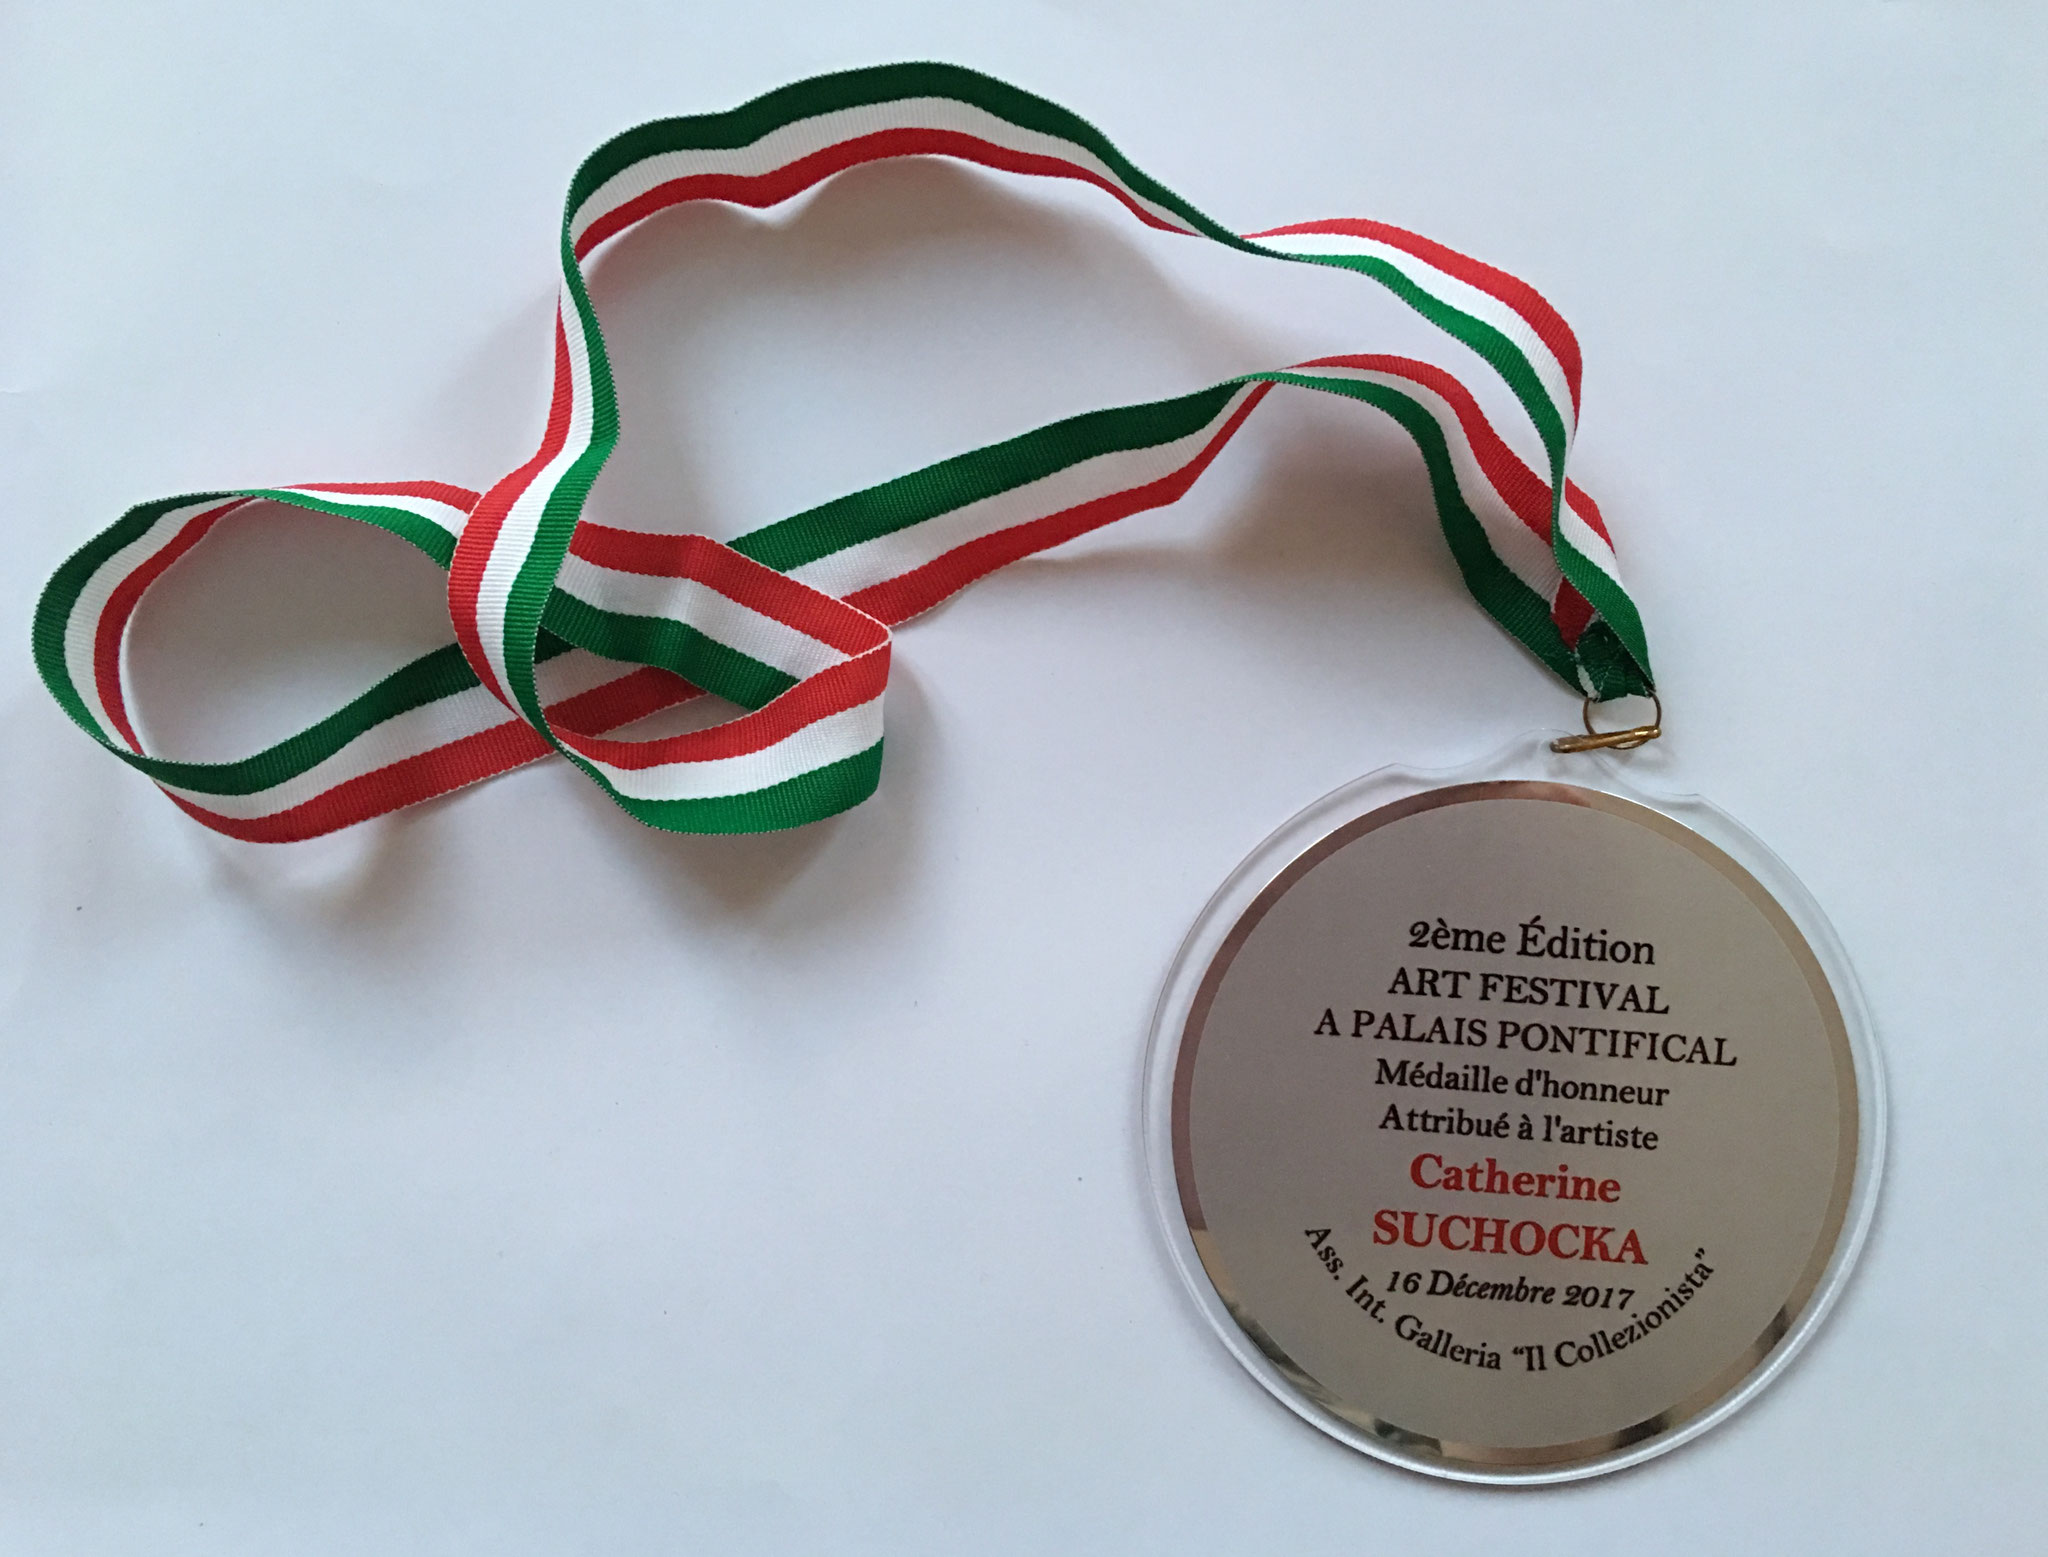 2ème Édition
ART FESTIVAL
A PALAIS PONTIFICAL
Médaille d'honneur
Attribué à l'artiste
Catherine
SUCHOCKA
16 Décembre 2017
Ass. Int. Galleria “Il Collezionista”